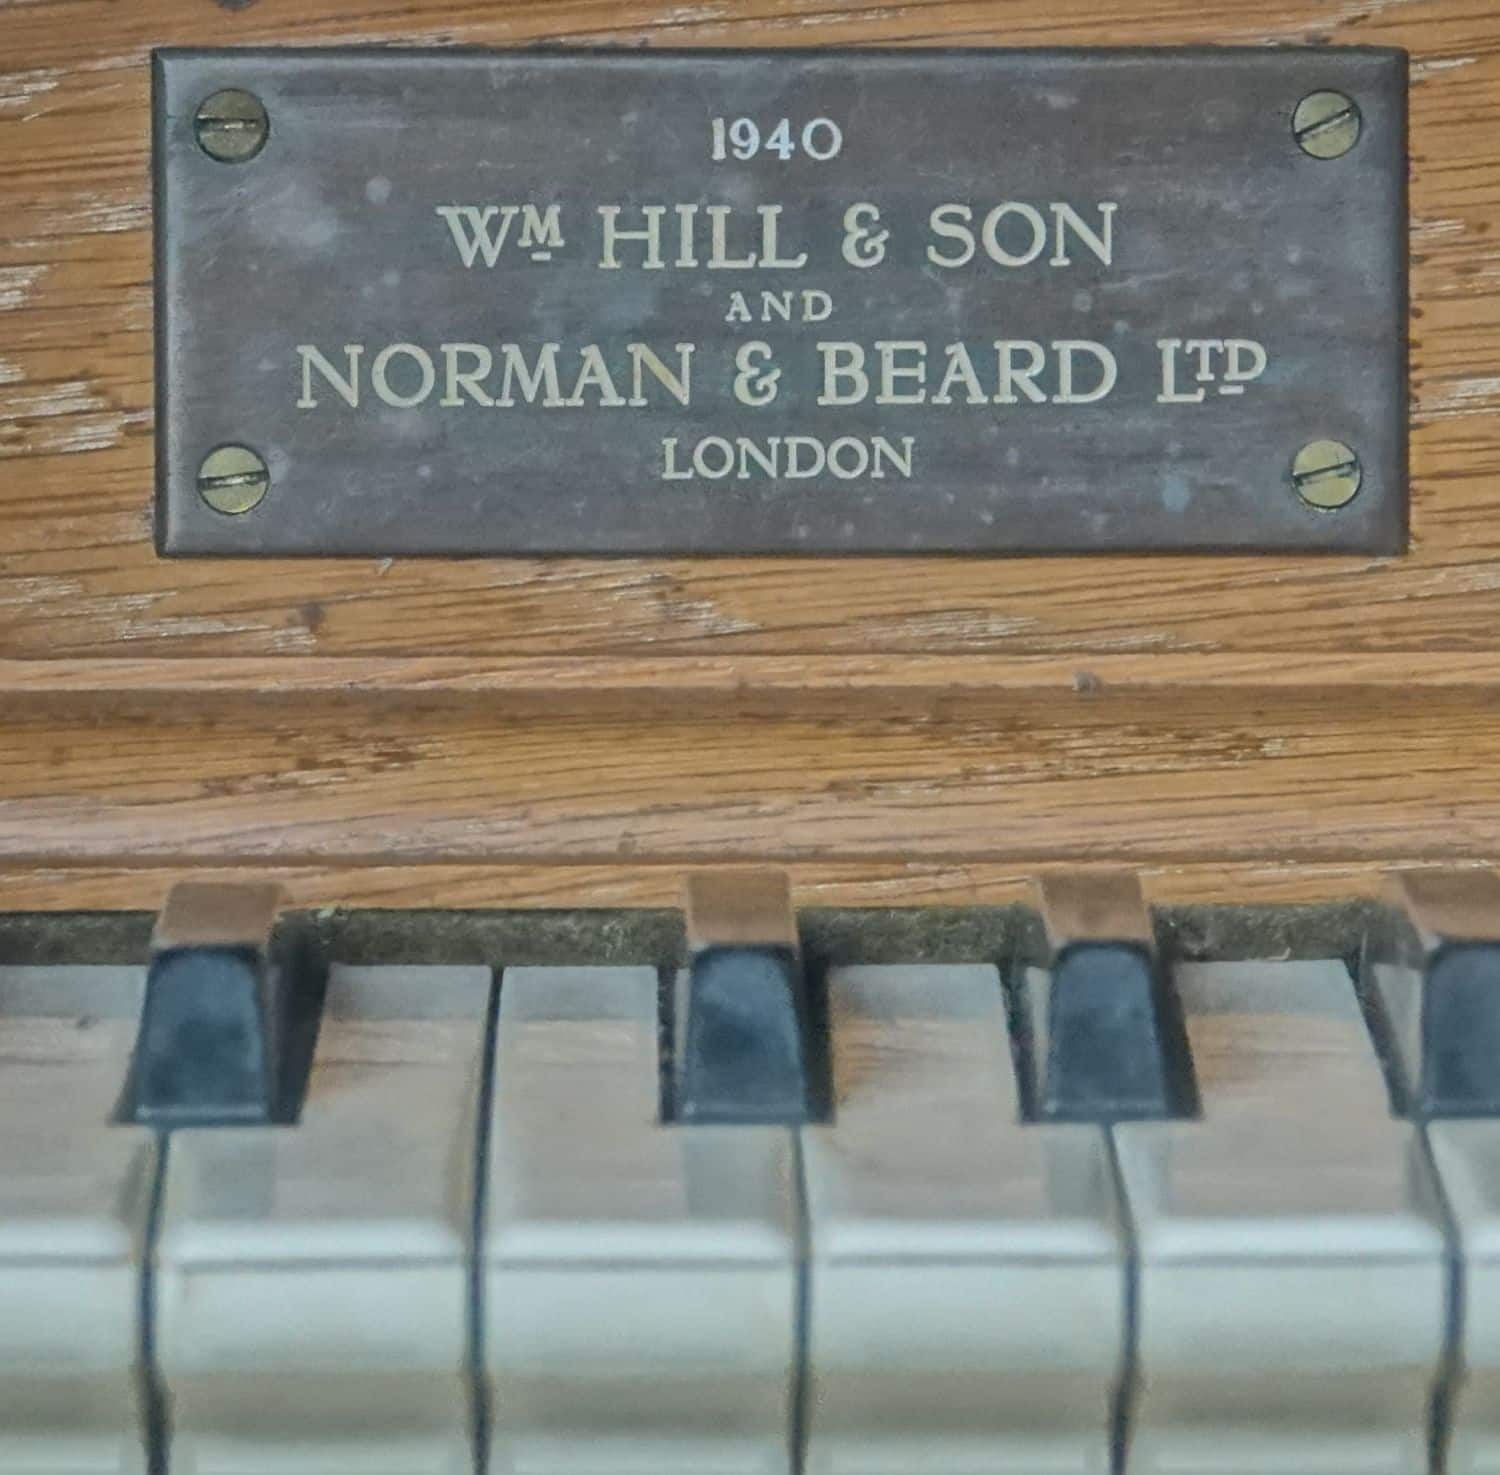 1940
WM HILL & SON
AND
NORMAN & BEARD LTD
LONDON